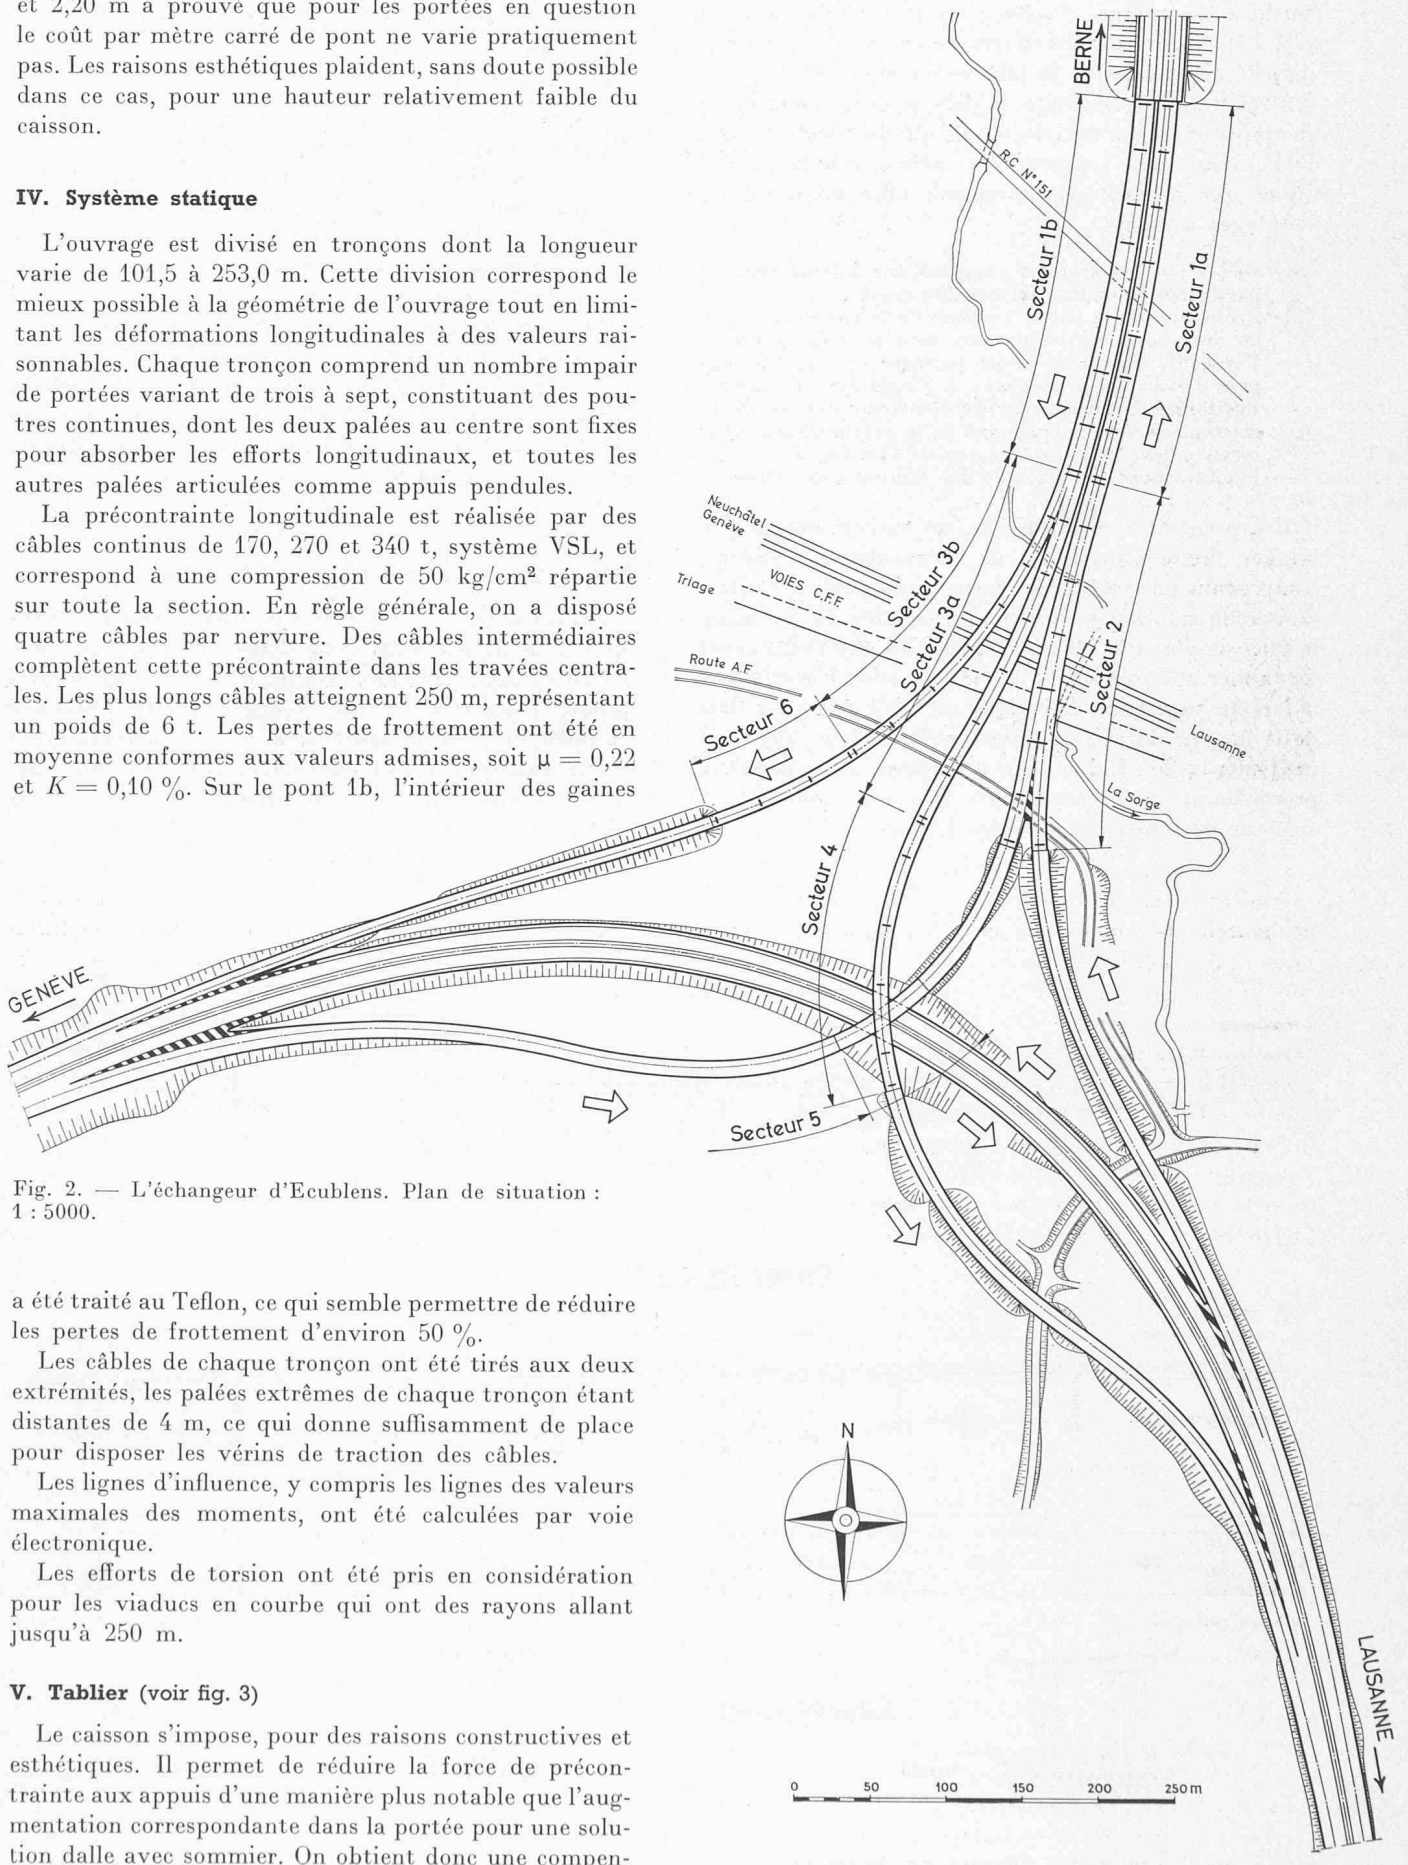 et 2,20 m a prouvé que pour les portées en question
le coût par mètre carré de pont ne varie pratiquement
pas. Les raisons esthétiques plaident, sans doute possible
dans ce cas, pour une hauteur relativement faible du
caisson.
IV. Système statique
L'ouvrage est divisé en tronçons dont la longueur
varie de 101,5 à 253,0 m. Cette division correspond le
mieux possible à la géométrie de l'ouvrage tout en limi-
tant les déformations longitudinales à des valeurs rai-
sonnables. Chaque tronçon comprend un nombre impair
de portées variant de trois à sept, constituant des pou-
tres continues, dont les deux palées au centre sont fixes
pour absorber les efforts longitudinaux, et toutes les
autres palées articulées comme appuis pendules.
La précontrainte longitudinale est réalisée par des
câbles continus de 170, 270 et 340 t, système VSL, et
correspond à une compression de 50 kg/cm² répartie
sur toute la section. En règle générale, on a disposé
quatre câbles par nervure. Des câbles intermédiaires
complètent cette précontrainte dans les travées centra-
les. Les plus longs câbles atteignent 250 m, représentant
un poids de 6 t. Les pertes de frottement ont été en
moyenne conformes aux valeurs admises, soit μ = 0,22
et K = 0,10 %. Sur le pont 1b, l'intérieur des gaines
BERNE
R.C. N° 151
Secteur 1b
Secteur 1a
Neuchâtel
Genève
VOIES C.F.F.
Triage
Secteur 3b
Secteur 3a
Secteur 2
Route A.F.
Secteur 6
Lausanne
La Sorge
Secteur 4
GENÈVE
Secteur 5
Fig. 2. — L'échangeur d'Ecublens. Plan de situation :
1 : 5000.
a été traité au Teflon, ce qui semble permettre de réduire
les pertes de frottement d'environ 50 %.
Les câbles de chaque tronçon ont été tirés aux deux
extrémités, les palées extrêmes de chaque tronçon étant
distantes de 4 m, ce qui donne suffisamment de place
pour disposer les vérins de traction des câbles.
Les lignes d'influence, y compris les lignes des valeurs
maximales des moments, ont été calculées par voie
électronique.
Les efforts de torsion ont été pris en considération
pour les viaducs en courbe qui ont des rayons allant
jusqu'à 250 m.
V. Tablier (voir fig. 3)
Le caisson s'impose, pour des raisons constructives et
esthétiques. Il permet de réduire la force de précon-
trainte aux appuis d'une manière plus notable que l'aug-
mentation correspondante dans la portée pour une solu-
tion dalle avec sommier. On obtient donc une compen-
N
LAUSANNE
0 50 100 150 200 250 m